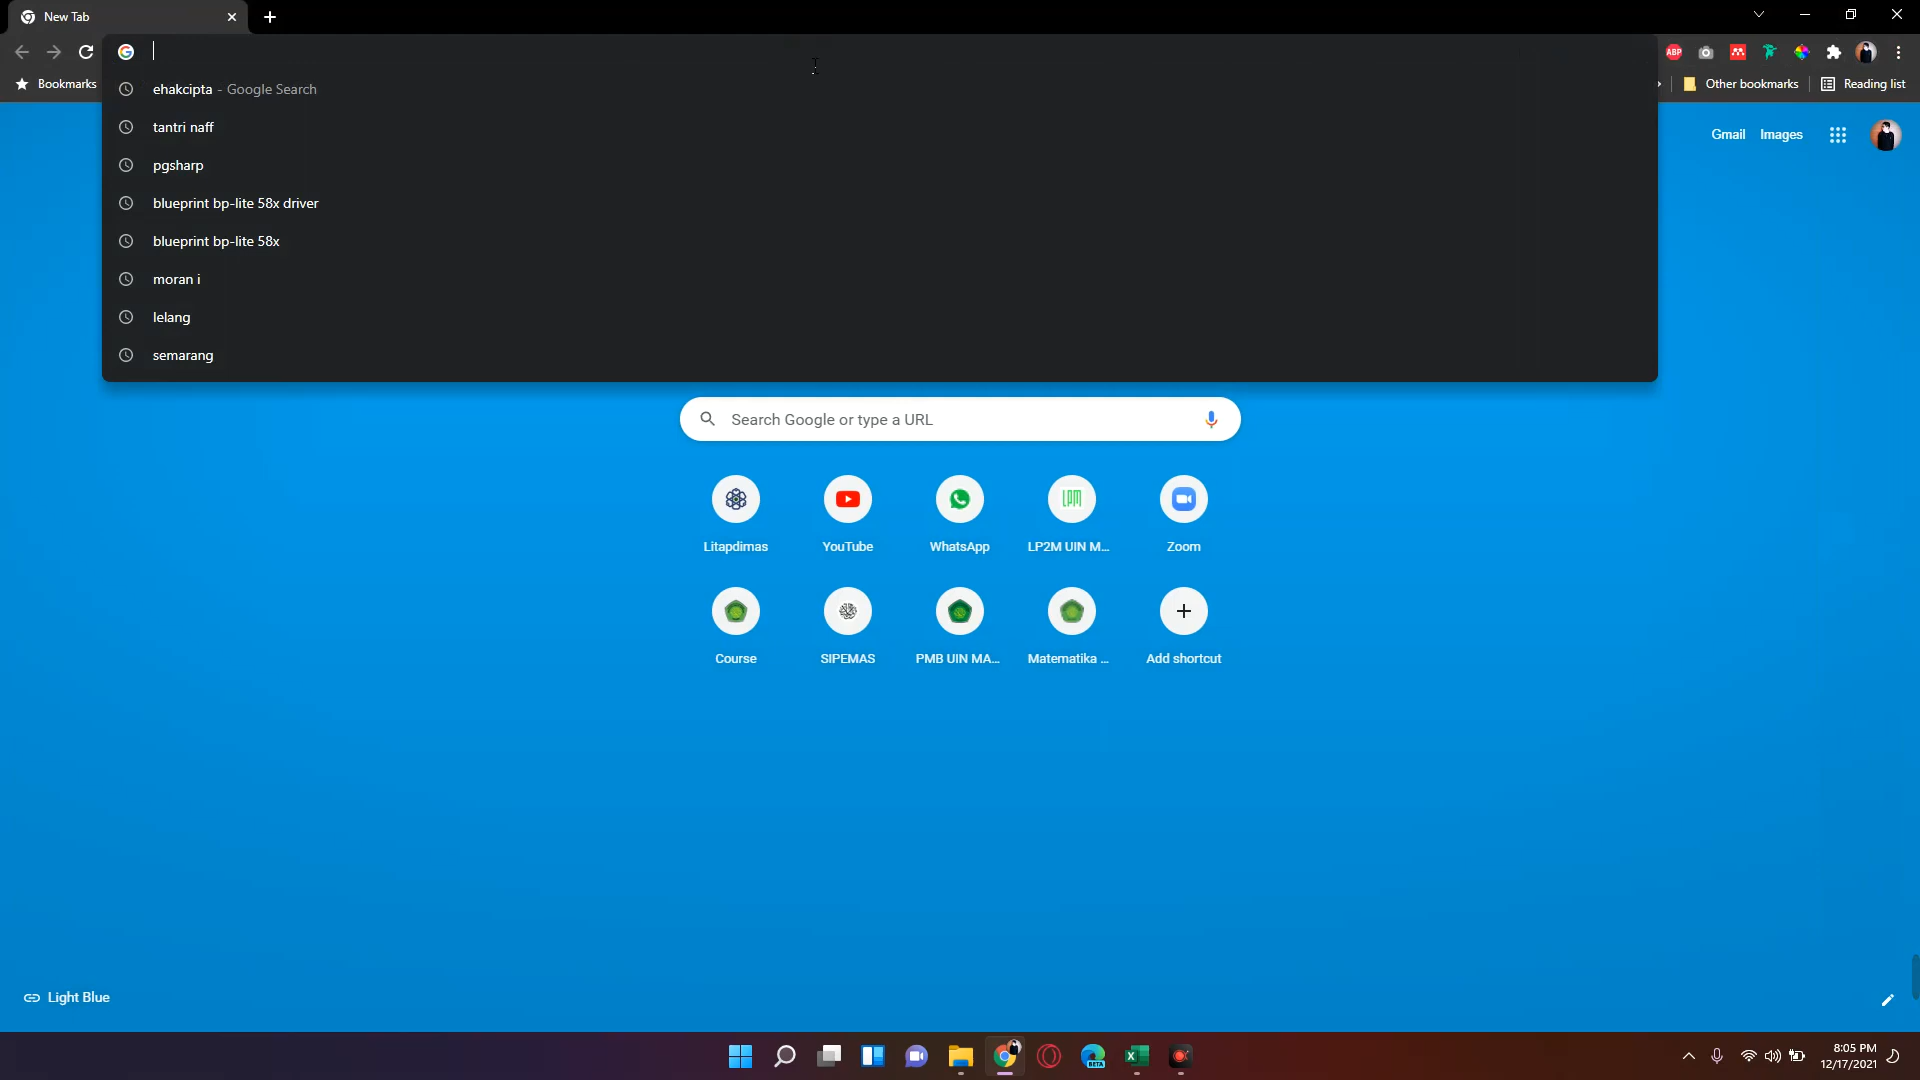 New Tab
Bookmarks
ABP
Other bookmarks
Reading list
ehakcipta - Google Search
tantri naff
pgsharp
blueprint bp-lite 58x driver
blueprint bp-lite 58x
moran i
lelang
semarang
Gmail
Images
Search Google or type a URL
Litapdimas
YouTube
WhatsApp
LP2M UIN M...
Zoom
Course
SIPEMAS
PMB UIN MA...
Matematika ...
Add shortcut
Light Blue
BETA
8:05 PM
12/17/2021